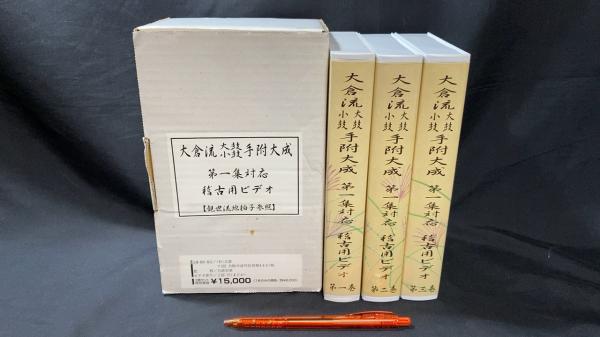 大倉流大鼓小鼓手附大成
第一集対応
稽古用ビデオ
【観世流地拍子参照】
¥15,000
大倉流大鼓小鼓手附大成 第一集対応 稽古用ビデオ
第一巻
大倉流大鼓小鼓手附大成 第一集対応 稽古用ビデオ
第二巻
大倉流大鼓小鼓手附大成 第一集対応 稽古用ビデオ
第三巻